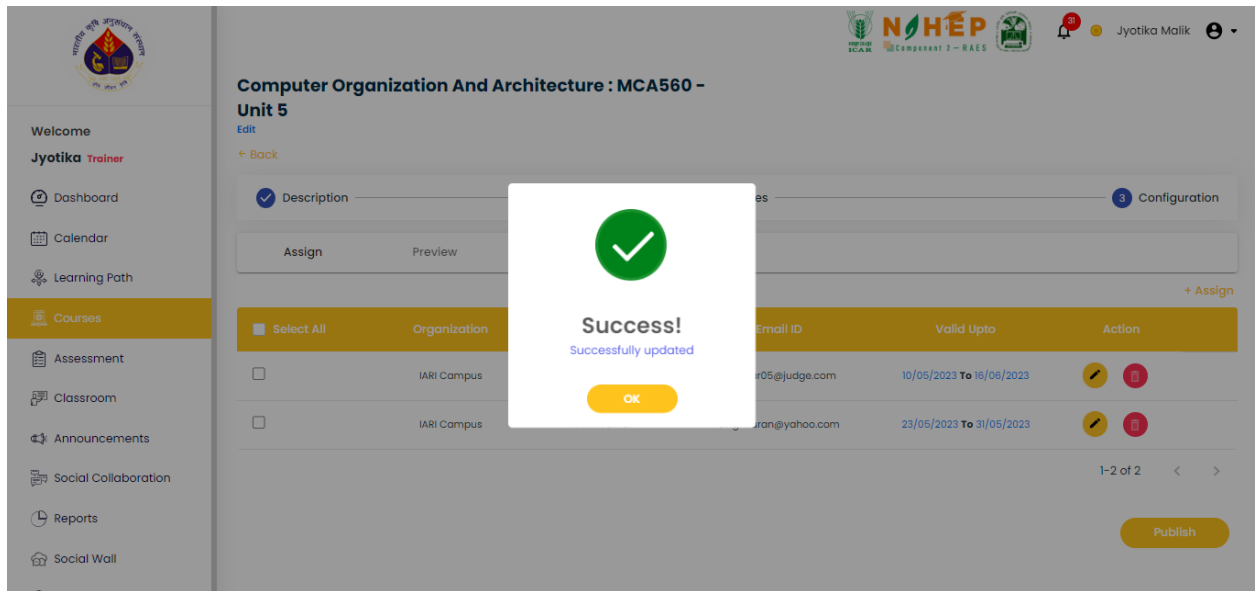 N HEP
Component 2 - RAES
ICAR
31
Jyotika Malik
Computer Organization And Architecture : MCA560 -
Unit 5
Edit
← Back
Welcome
Jyotika Trainer
Dashboard
Calendar
Learning Path
Courses
Assessment
Classroom
Announcements
Social Collaboration
Reports
Social Wall
Description
es
3 Configuration
Assign
Preview
+ Assign
Select All
Organization
Email ID
Valid Upto
Action
IARI Campus
r05@judge.com
10/05/2023 To 16/06/2023
IARI Campus
ran@yahoo.com
23/05/2023 To 31/05/2023
1-2 of 2
Publish
Success!
Successfully updated
OK